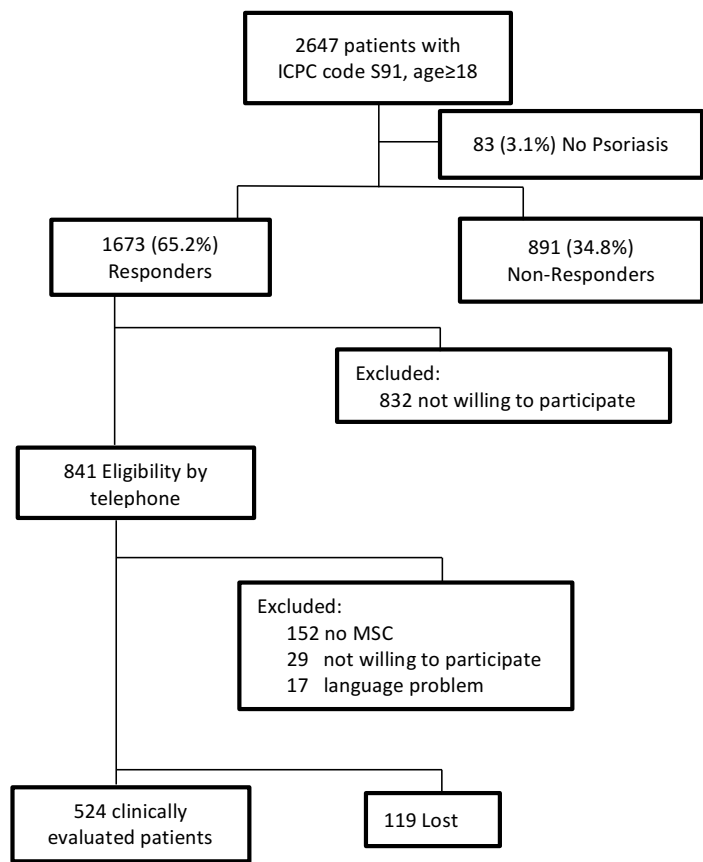 2647 patients with
ICPC code S91, age≥18
83 (3.1%) No Psoriasis
1673 (65.2%)
Responders
891 (34.8%)
Non-Responders
Excluded:
832 not willing to participate
841 Eligibility by
telephone
Excluded:
152 no MSC
29 not willing to participate
17 language problem
524 clinically
evaluated patients
119 Lost